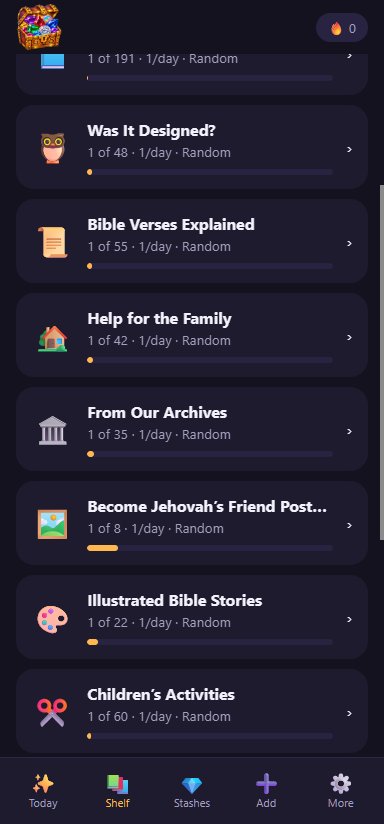 0
1 of 191 · 1/day · Random
›
Was It Designed?
1 of 48 · 1/day · Random
›
Bible Verses Explained
1 of 55 · 1/day · Random
›
Help for the Family
1 of 42 · 1/day · Random
›
From Our Archives
1 of 35 · 1/day · Random
›
Become Jehovah’s Friend Post…
1 of 8 · 1/day · Random
›
Illustrated Bible Stories
1 of 22 · 1/day · Random
›
Children’s Activities
1 of 60 · 1/day · Random
›
Today Shelf Stashes Add More